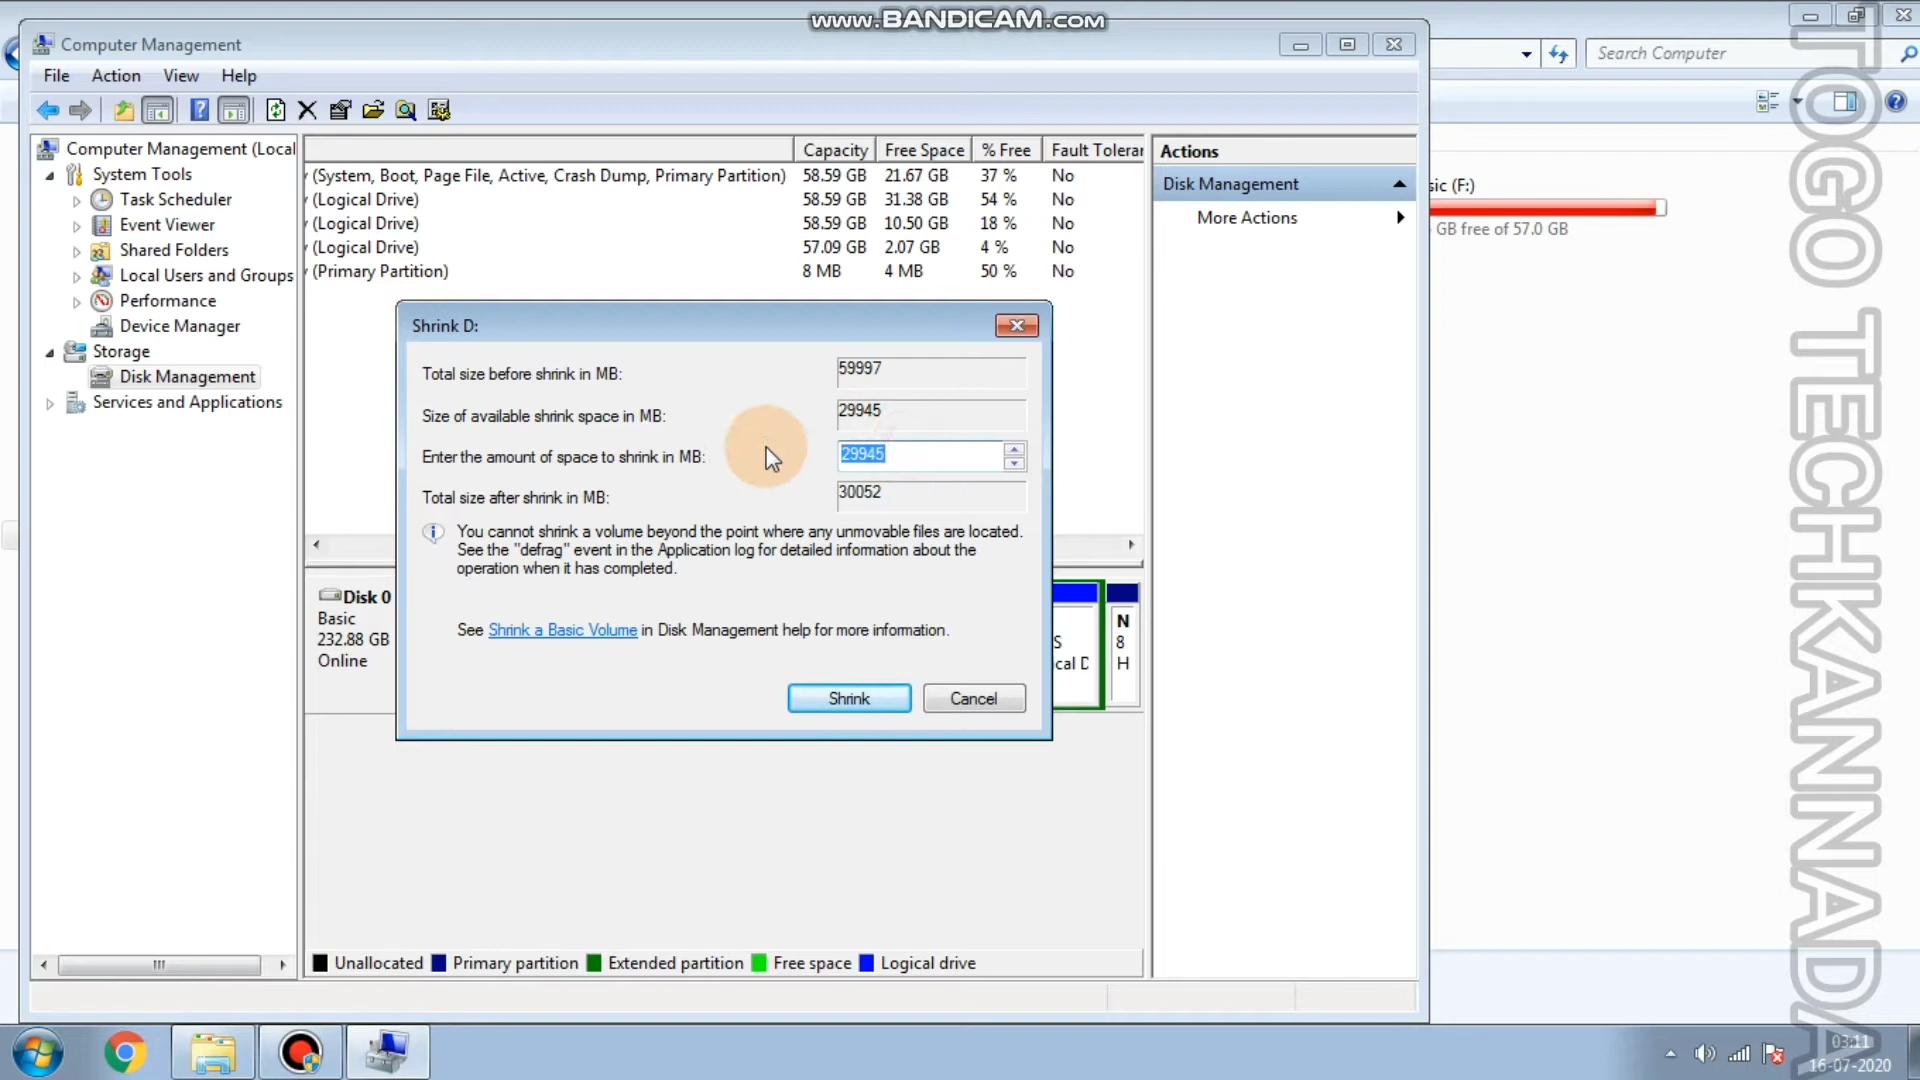 www.BANDICAM.com
Computer Management
Search Computer
File Action View Help
Computer Management (Local
System Tools
Task Scheduler
Event Viewer
Shared Folders
Local Users and Groups
Performance
Device Manager
Storage
Disk Management
Services and Applications
Capacity Free Space % Free Fault Toleran
(System, Boot, Page File, Active, Crash Dump, Primary Partition) 58.59 GB 21.67 GB 37 % No
(Logical Drive) 58.59 GB 31.38 GB 54 % No
(Logical Drive) 58.59 GB 10.50 GB 18 % No
(Logical Drive) 57.09 GB 2.07 GB 4 % No
(Primary Partition) 8 MB 4 MB 50 % No
Actions
Disk Management
More Actions
sic (F:)
GB free of 57.0 GB
Shrink D:
Total size before shrink in MB: 59997
Size of available shrink space in MB: 29945
Enter the amount of space to shrink in MB: 29945
Total size after shrink in MB: 30052
You cannot shrink a volume beyond the point where any unmovable files are located.
See the "defrag" event in the Application log for detailed information about the
operation when it has completed.
See Shrink a Basic Volume in Disk Management help for more information.
Shrink Cancel
Disk 0
Basic
232.88 GB
Online
S
ical D
N
8
H
Unallocated Primary partition Extended partition Free space Logical drive
TOGO TECHKANNADA
03:11
16-07-2020